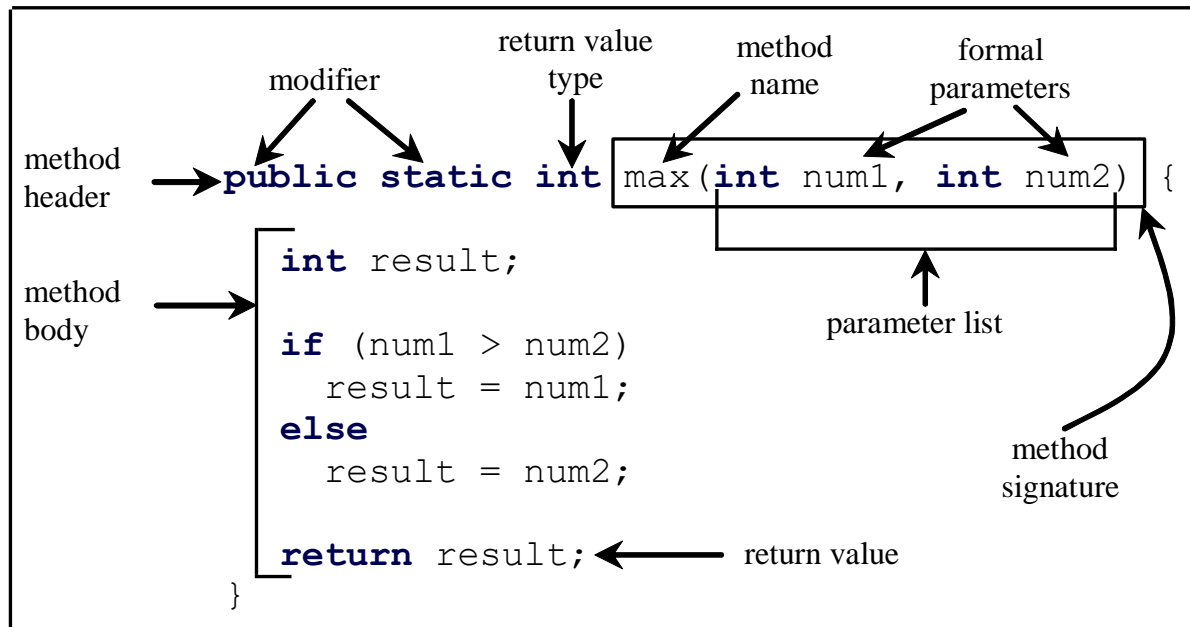 return value
type
method
name
formal
parameters
modifier
method
header
public static int max(int num1, int num2) {
int result;
method
body
parameter list
if (num1 > num2)
result = num1;
else
result = num2;
method
signature
return result;
return value
}